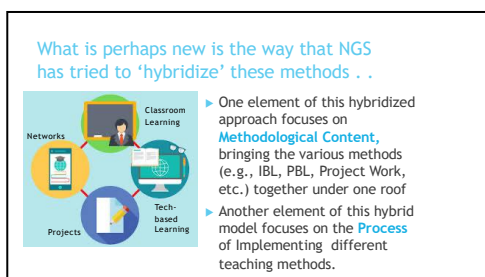 What is perhaps new is the way that NGS
has tried to ‘hybridize’ these methods . .
Classroom
Learning
Networks
Tech-
based
Learning
Projects
▶ One element of this hybridized
approach focuses on
Methodological Content,
bringing the various methods
(e.g., IBL, PBL, Project Work,
etc.) together under one roof
▶ Another element of this hybrid
model focuses on the Process
of Implementing different
teaching methods.